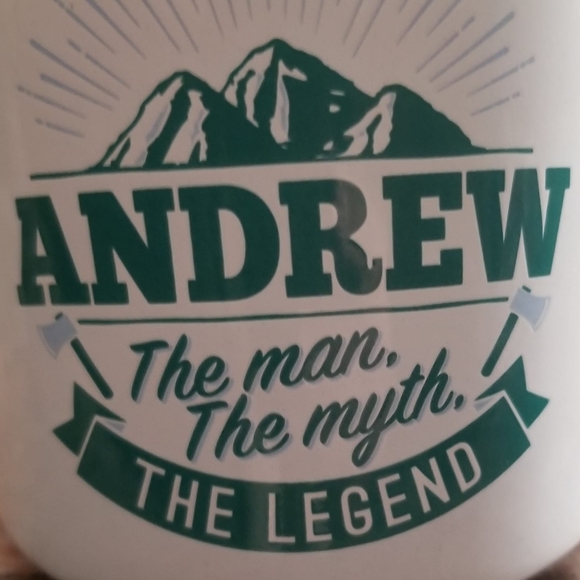 ANDREW
The man.
The myth.
THE LEGEND